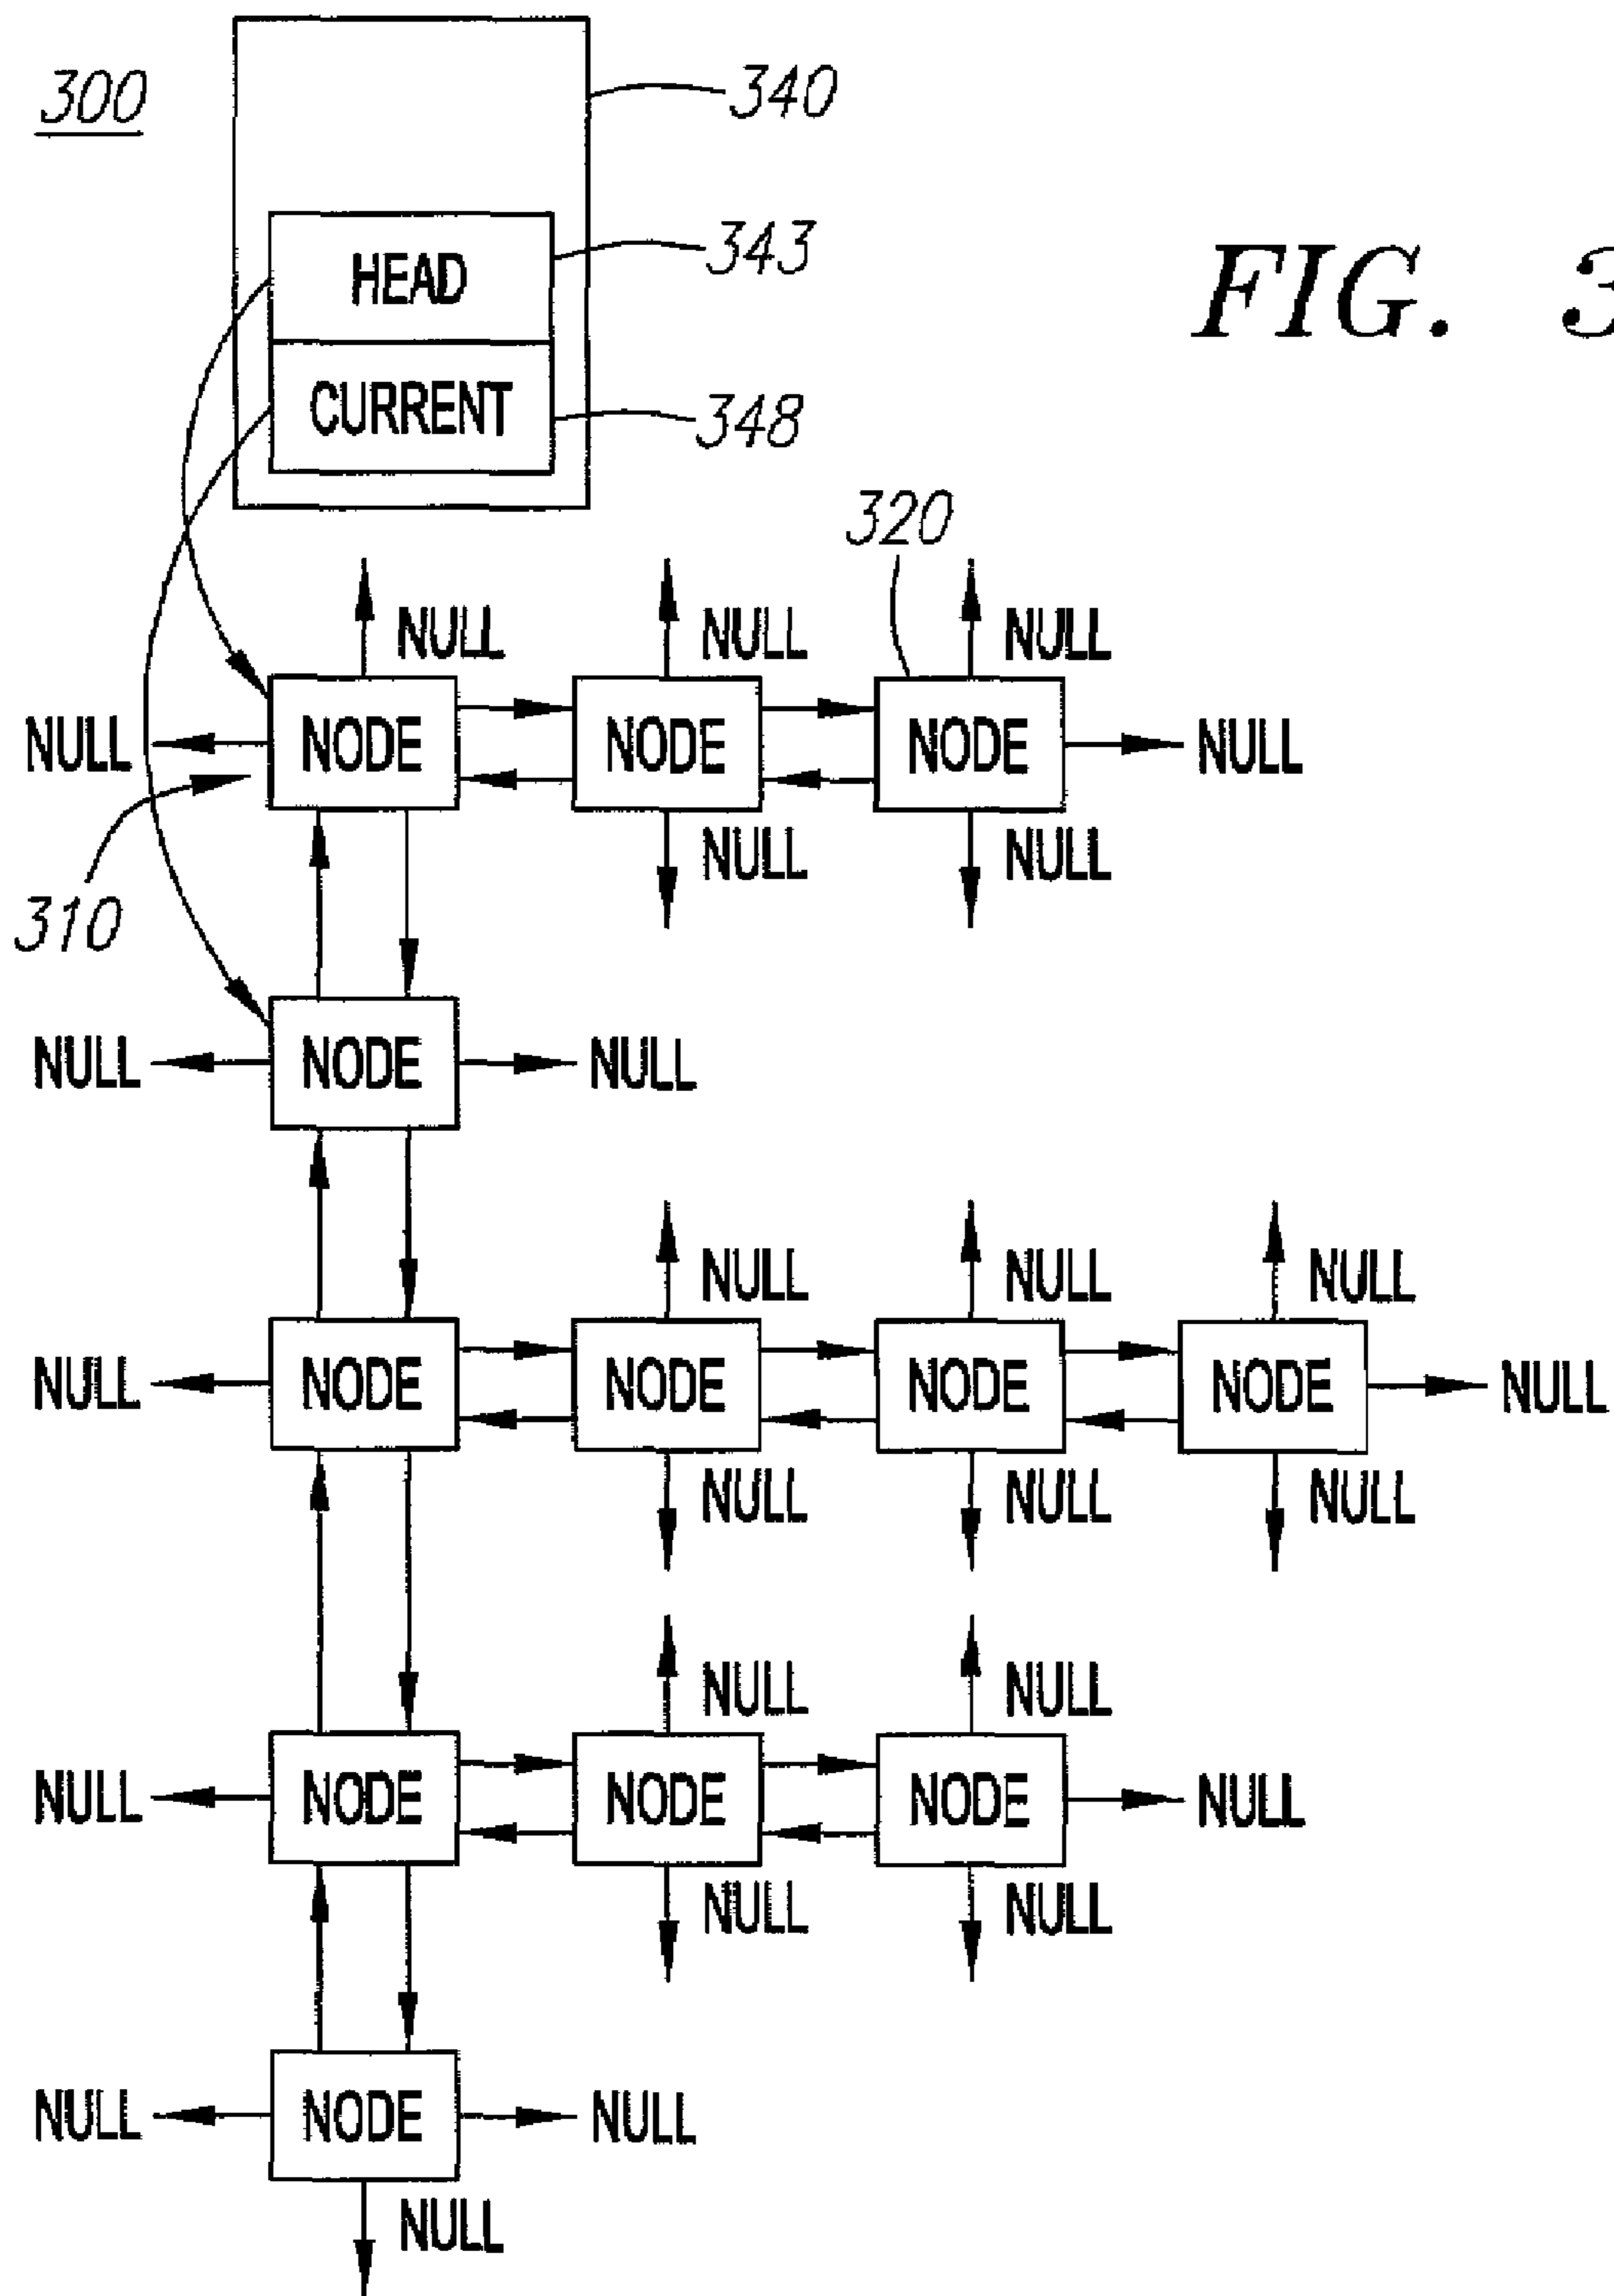 300
340
HEAD
343
FIG. 3
CURRENT
348
320
NULL NULL NULL
NULL NODE NODE NODE NULL
NULL NULL
310
NULL NODE NULL
NULL NULL NULL
NULL NODE NODE NODE NODE NULL
NULL NULL NULL
NULL NULL
NULL NODE NODE NODE NULL
NULL NULL
NULL NODE NULL
NULL